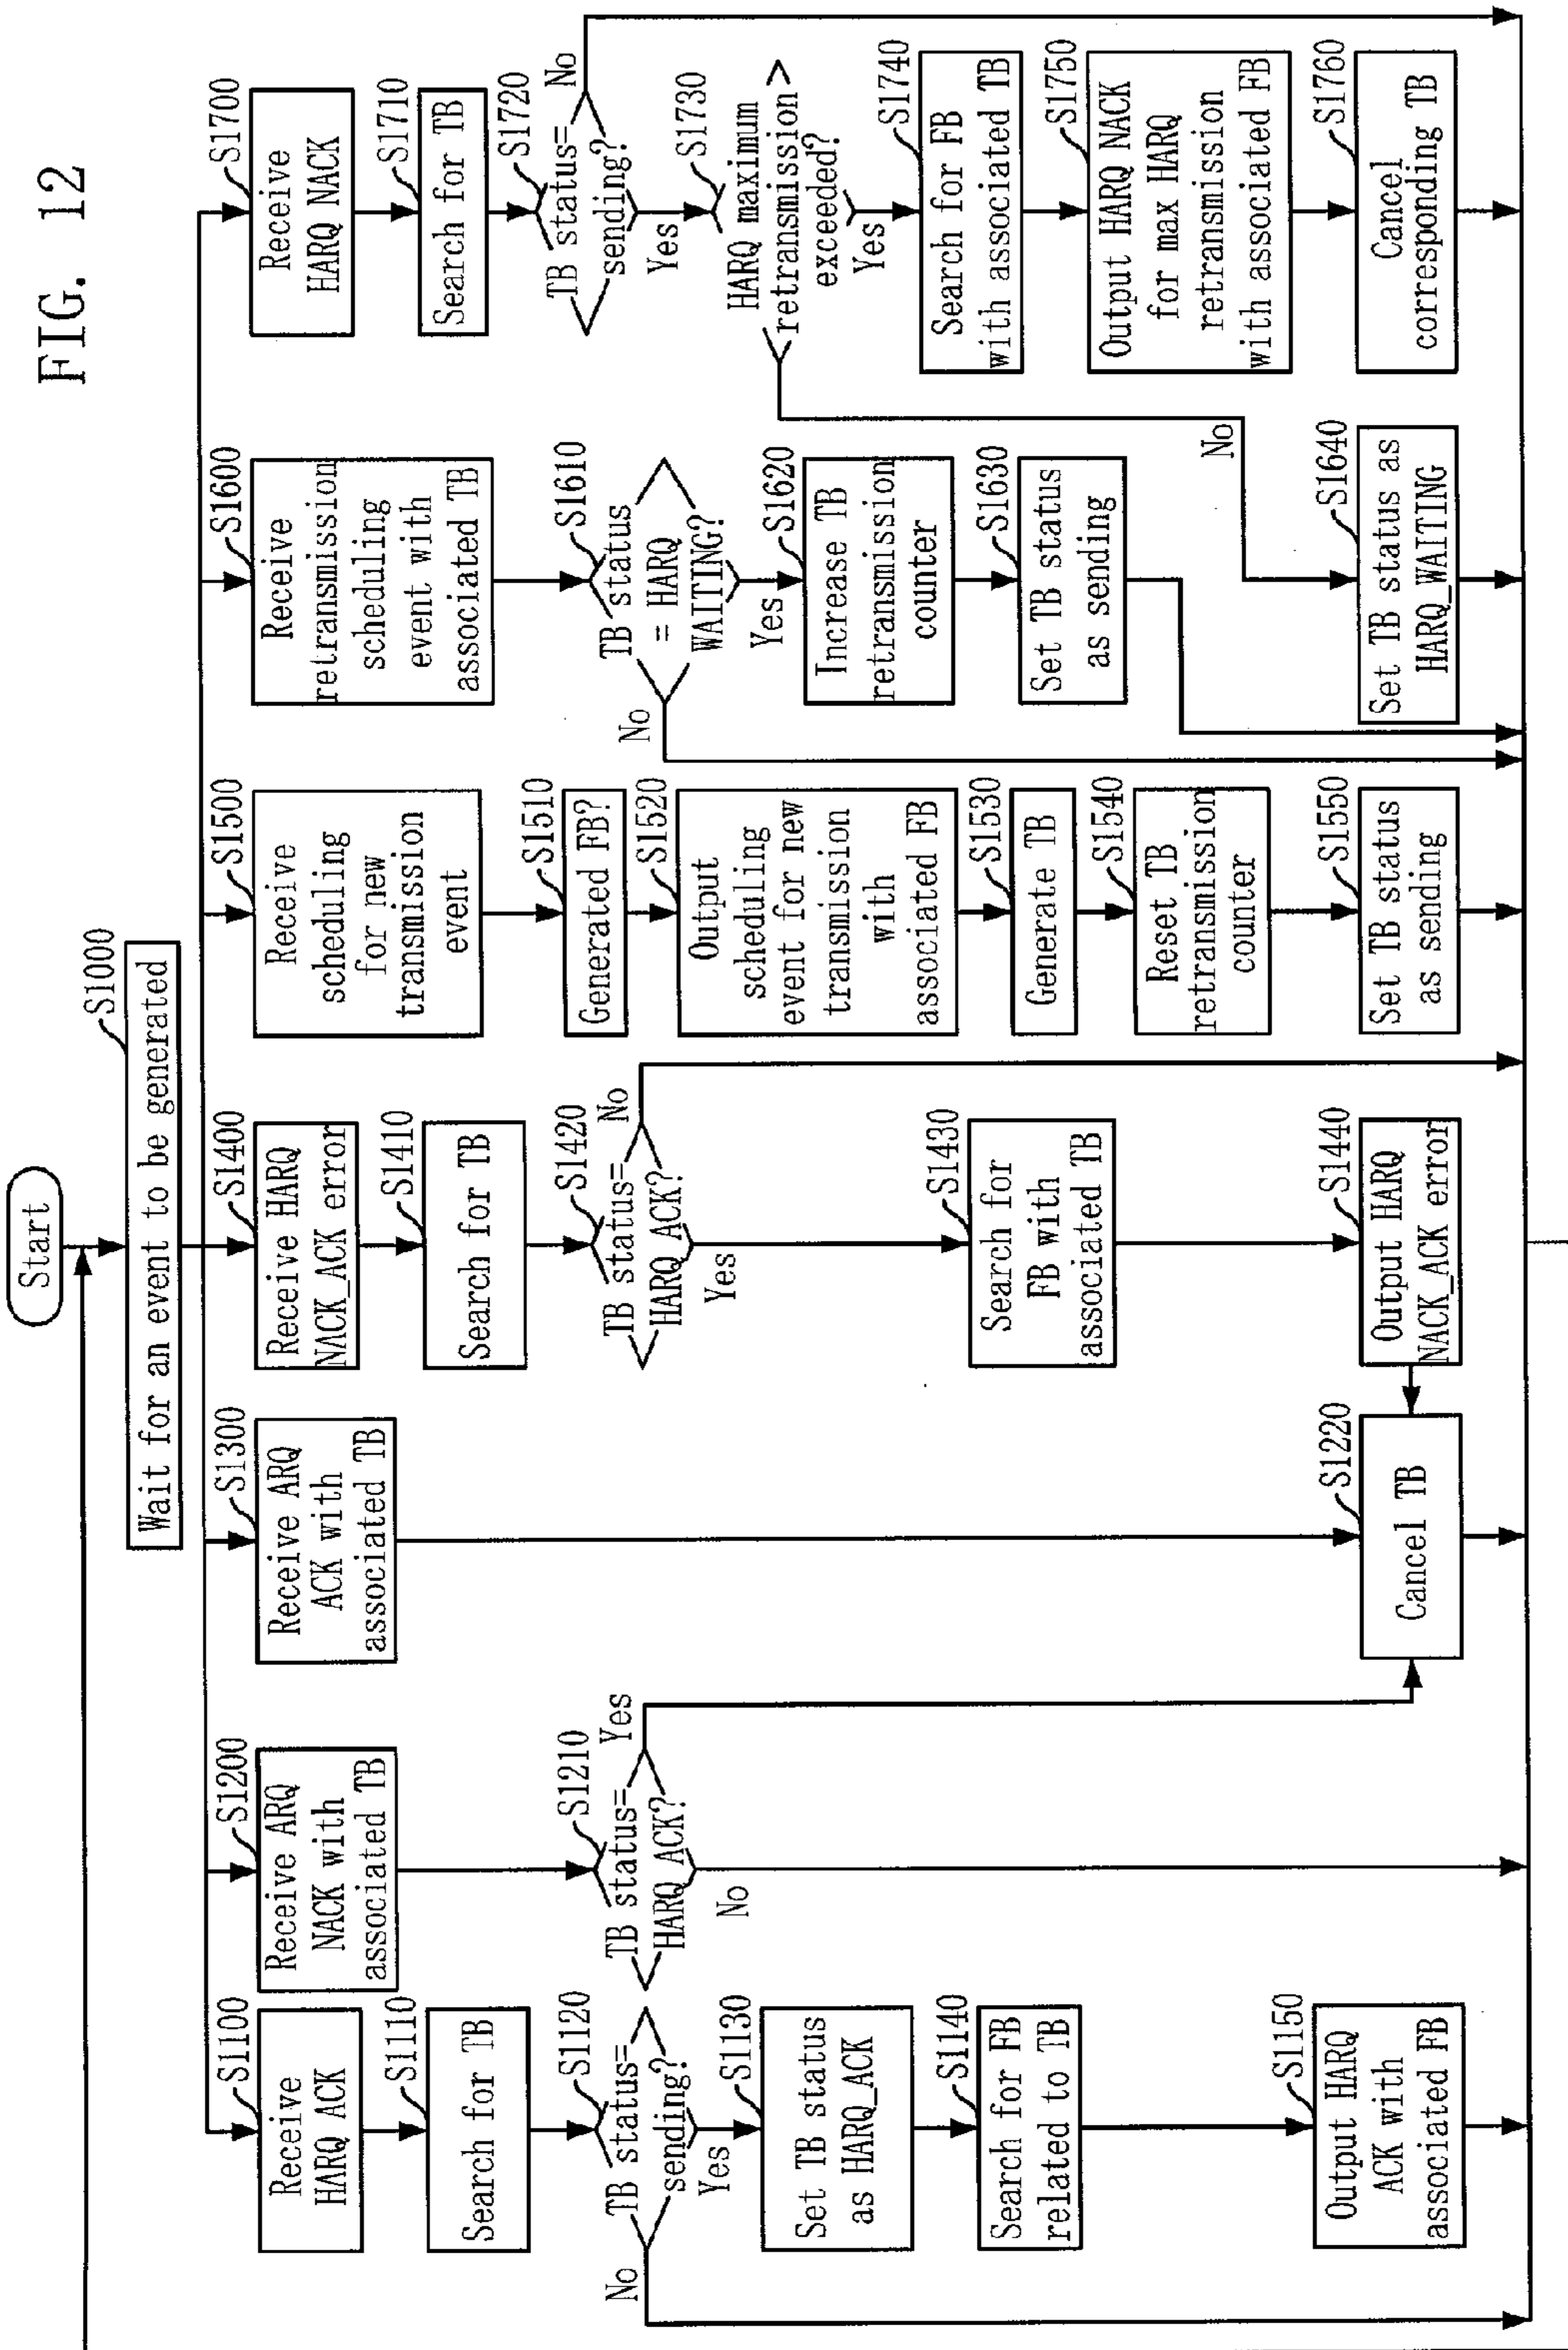 FIG. 12
Start
S1000
Wait for an event to be generated
S1100
Receive
HARQ ACK
S1110
Search for TB
S1120
TB status=
sending?
No
Yes
S1130
Set TB status
as HARQ_ACK
S1140
Search for FB
related to TB
S1150
Output HARQ
ACK with
associated FB
S1200
Receive ARQ
NACK with
associated TB
S1210
TB status=
HARQ ACK?
Yes
No
S1300
Receive ARQ
ACK with
associated TB
S1220
Cancel TB
S1400
Receive HARQ
NACK_ACK error
S1410
Search for TB
S1420
TB status=
HARQ ACK?
No
Yes
S1430
Search for
FB with
associated TB
S1440
Output HARQ
NACK_ACK error
S1500
Receive
scheduling
for new
transmission
event
S1510
Generated FB?
S1520
Output
scheduling
event for new
transmission
with
associated FB
S1530
Generate TB
S1540
Reset TB
retransmission
counter
S1550
Set TB status
as sending
S1600
Receive
retransmission
scheduling
event with
associated TB
S1610
TB status
= HARQ
WAITING?
No
Yes
S1620
Increase TB
retransmission
counter
S1630
Set TB status
as sending
No
S1640
Set TB status as
HARQ_WAITING
S1700
Receive
HARQ NACK
S1710
Search for TB
S1720
TB status=
sending?
No
Yes
S1730
HARQ maximum
retransmission
exceeded?
Yes
S1740
Search for FB
with associated TB
S1750
Output HARQ NACK
for max HARQ
retransmission
with associated FB
S1760
Cancel
corresponding TB